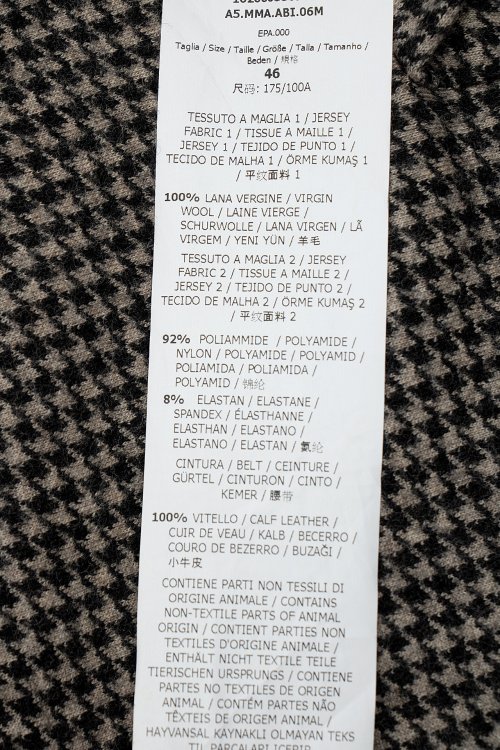 A5.MMA.ABI.06M
EPA.000
Taglia / Size / Taille / Größe / Talla / Tamanho /
Beden / 规格
46
尺码: 175/100A
TESSUTO A MAGLIA 1 / JERSEY
FABRIC 1 / TISSUE A MAILLE 1 /
JERSEY 1 / TEJIDO DE PUNTO 1 /
TECIDO DE MALHA 1 / ÖRME KUMAŞ 1
/ 平纹面料 1
100% LANA VERGINE / VIRGIN
WOOL / LAINE VIERGE /
SCHURWOLLE / LANA VIRGEN / LÃ
VIRGEM / YENI YÜN / 羊毛
TESSUTO A MAGLIA 2 / JERSEY
FABRIC 2 / TISSUE A MAILLE 2 /
JERSEY 2 / TEJIDO DE PUNTO 2 /
TECIDO DE MALHA 2 / ÖRME KUMAŞ 2
/ 平纹面料 2
92% POLIAMMIDE / POLYAMIDE /
NYLON / POLYAMIDE / POLYAMID /
POLIAMIDA / POLIAMIDA /
POLYAMID / 锦纶
8% ELASTAN / ELASTANE /
SPANDEX / ÉLASTHANNE /
ELASTHAN / ELASTANO /
ELASTANO / ELASTAN / 氨纶
CINTURA / BELT / CEINTURE /
GÜRTEL / CINTURON / CINTO /
KEMER / 腰带
100% VITELLO / CALF LEATHER /
CUIR DE VEAU / KALB / BECERRO /
COURO DE BEZERRO / BUZAĞI /
小牛皮
CONTIENE PARTI NON TESSILI DI
ORIGINE ANIMALE / CONTAINS
NON-TEXTILE PARTS OF ANIMAL
ORIGIN / CONTIENT PARTIES NON
TEXTILES D'ORIGINE ANIMALE /
ENTHÄLT NICHT TEXTILE TEILE
TIERISCHEN URSPRUNGS / CONTIENE
PARTES NO TEXTILES DE ORIGEN
ANIMAL / CONTÉM PARTES NÃO
TÊXTEIS DE ORIGEM ANIMAL /
HAYVANSAL KAYNAKLI OLMAYAN TEKS
TIL PARÇALARI İÇERIR